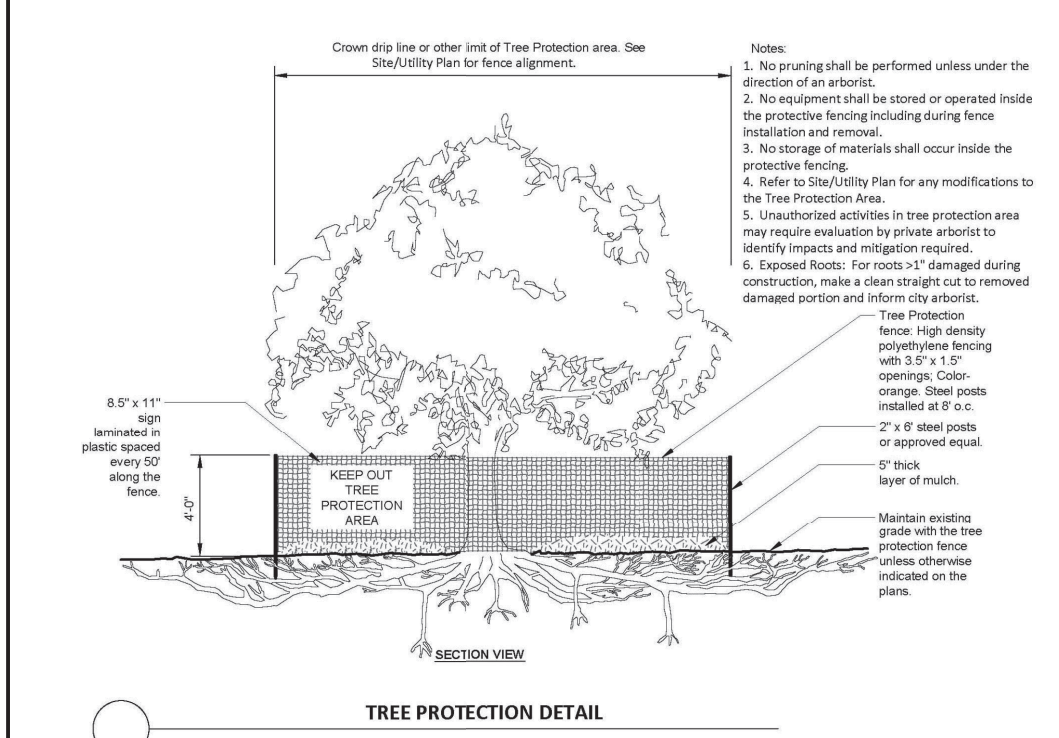 Crown drip line or other limit of Tree Protection area. See
Site/Utility Plan for fence alignment.
Notes:
1. No pruning shall be performed unless under the
direction of an arborist.
2. No equipment shall be stored or operated inside
the protective fencing including during fence
installation and removal.
3. No storage of materials shall occur inside the
protective fencing.
4. Refer to Site/Utility Plan for any modifications to
the Tree Protection Area.
5. Unauthorized activities in tree protection area
may require evaluation by private arborist to
identify impacts and mitigation required.
6. Exposed Roots: For roots >1" damaged during
construction, make a clean straight cut to removed
damaged portion and inform city arborist.
Tree Protection
fence: High density
polyethylene fencing
with 3.5" x 1.5"
openings; Color-
orange. Steel posts
installed at 8' o.c.
2" x 6' steel posts
or approved equal.
5" thick
layer of mulch.
Maintain existing
grade with the tree
protection fence
unless otherwise
indicated on the
plans.
8.5" x 11"
sign
laminated in
plastic spaced
every 50'
along the
fence.
4'-0"
KEEP OUT
TREE
PROTECTION
AREA
SECTION VIEW
TREE PROTECTION DETAIL